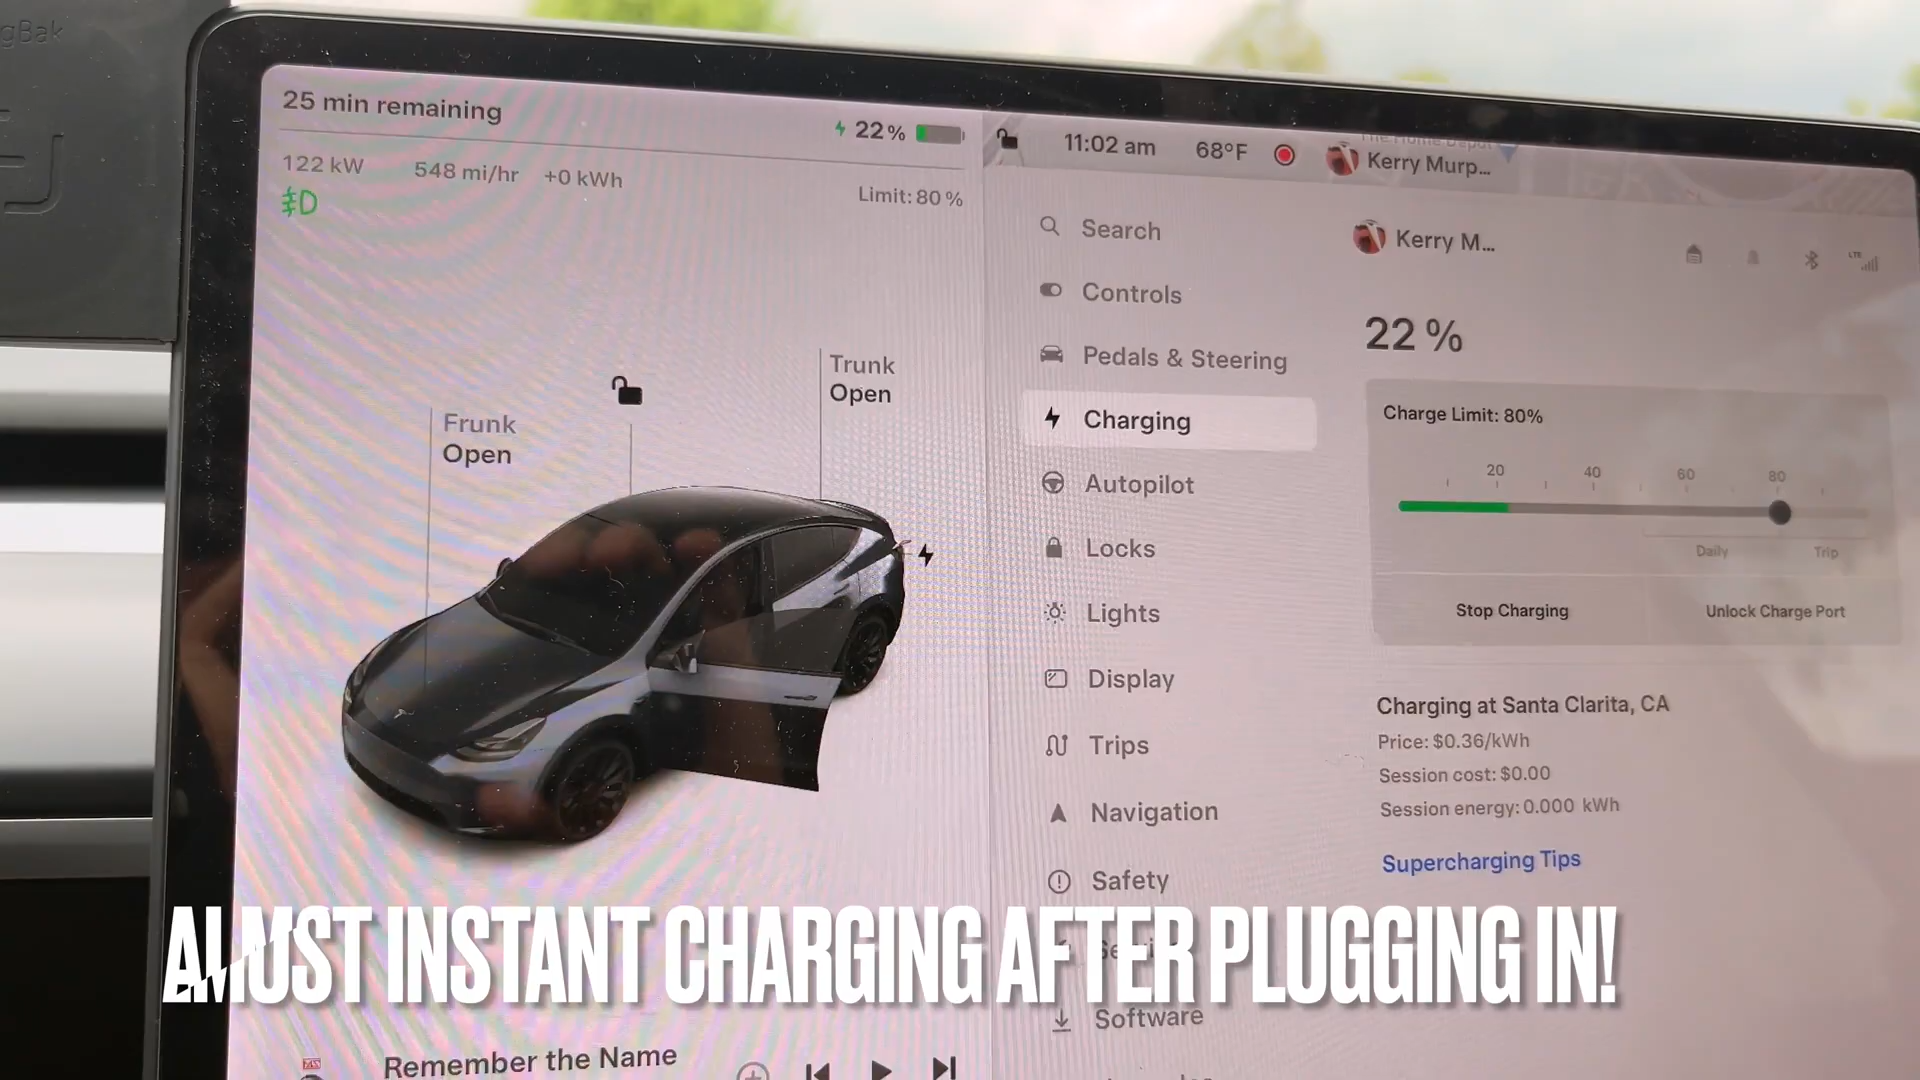 25 min remaining
22%
122 kW 548 mi/hr +0 kWh
Limit: 80%
Trunk
Open
Frunk
Open
11:02 am 68°F
Kerry Murp...
Search
Controls
Pedals & Steering
Charging
Autopilot
Locks
Lights
Display
Trips
Navigation
Safety
Software
Kerry M...
LTE
22 %
Charge Limit: 80%
20 40 60 80
Daily Trip
Stop Charging Unlock Charge Port
Charging at Santa Clarita, CA
Price: $0.36/kWh
Session cost: $0.00
Session energy: 0.000 kWh
Supercharging Tips
INSTANT CHARGING AFTER PLUGGING IN!
Remember the Name